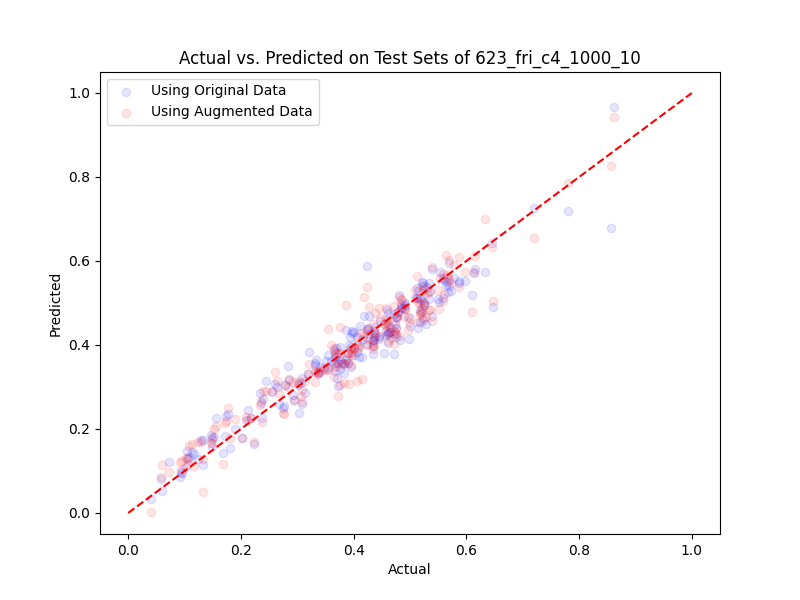 Actual vs. Predicted on Test Sets of 623_fri_c4_1000_10
Using Original Data
Using Augmented Data
1.0
0.8
0.6
0.4
0.2
0.0
Predicted
0.0 0.2 0.4 0.6 0.8 1.0
Actual